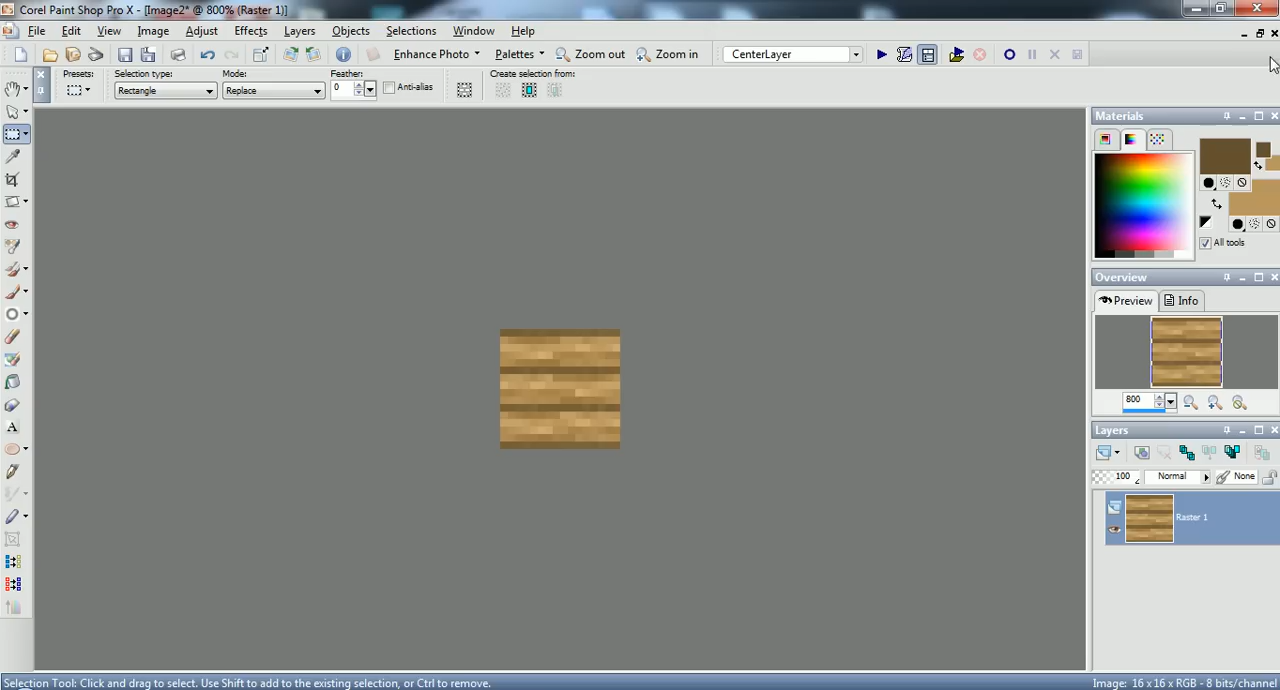 Corel Paint Shop Pro X - [Image2* @ 800% (Raster 1)]
File Edit View Image Adjust Effects Layers Objects Selections Window Help
Enhance Photo Palettes Zoom out Zoom in CenterLayer
Presets: Selection type: Mode: Feather: Create selection from:
Rectangle Replace 0 Anti-alias
Materials
All tools
Overview
Preview Info
800
Layers
100 Normal None
Raster 1
Selection Tool: Click and drag to select. Use Shift to add to the existing selection, or Ctrl to remove.
Image: 16 x 16 x RGB - 8 bits/channel